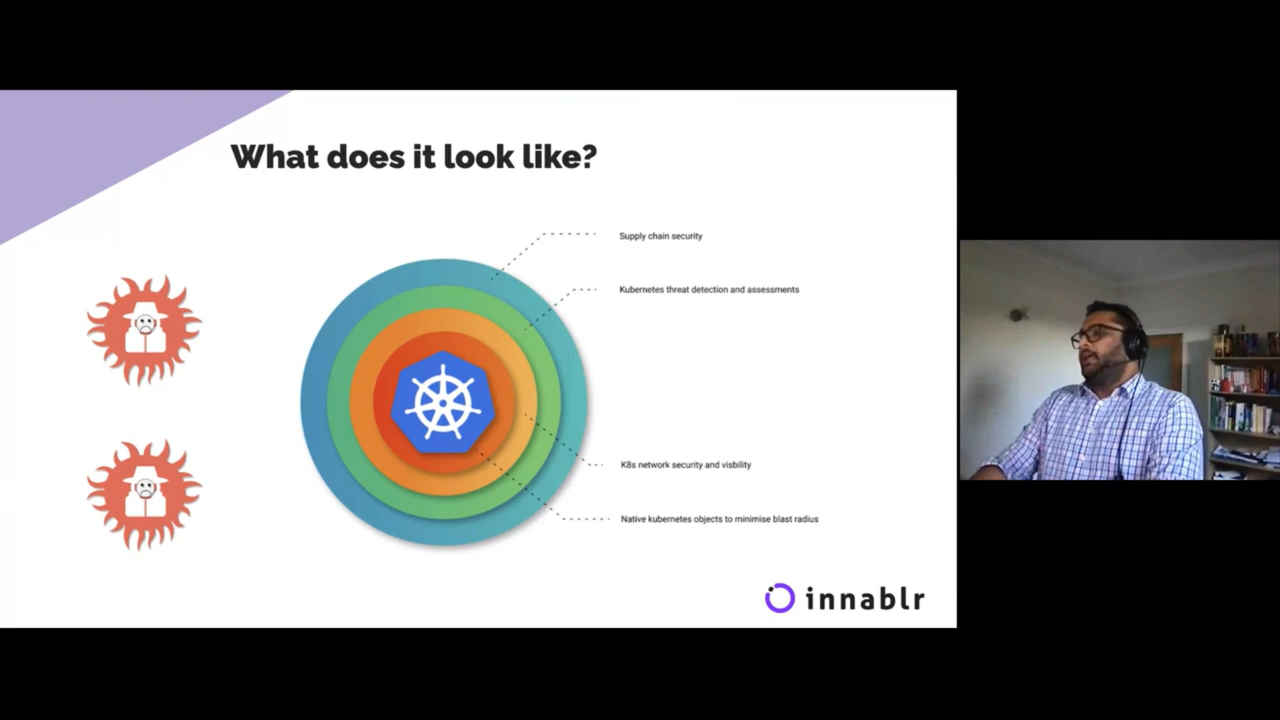 What does it look like?
Supply chain security
Kubernetes threat detection and assessments
K8s network security and visbility
Native kubernetes objects to minimise blast radius
innablr